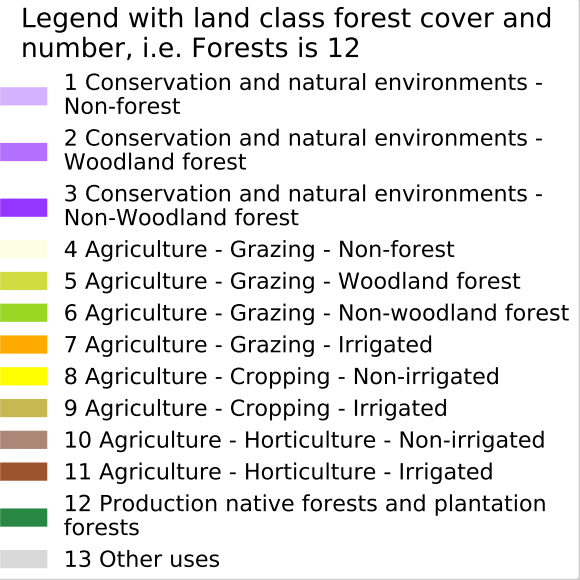 Legend with land class forest cover and
number, i.e. Forests is 12
1 Conservation and natural environments -
Non-forest
2 Conservation and natural environments -
Woodland forest
3 Conservation and natural environments -
Non-Woodland forest
4 Agriculture - Grazing - Non-forest
5 Agriculture - Grazing - Woodland forest
6 Agriculture - Grazing - Non-woodland forest
7 Agriculture - Grazing - Irrigated
8 Agriculture - Cropping - Non-irrigated
9 Agriculture - Cropping - Irrigated
10 Agriculture - Horticulture - Non-irrigated
11 Agriculture - Horticulture - Irrigated
12 Production native forests and plantation
forests
13 Other uses